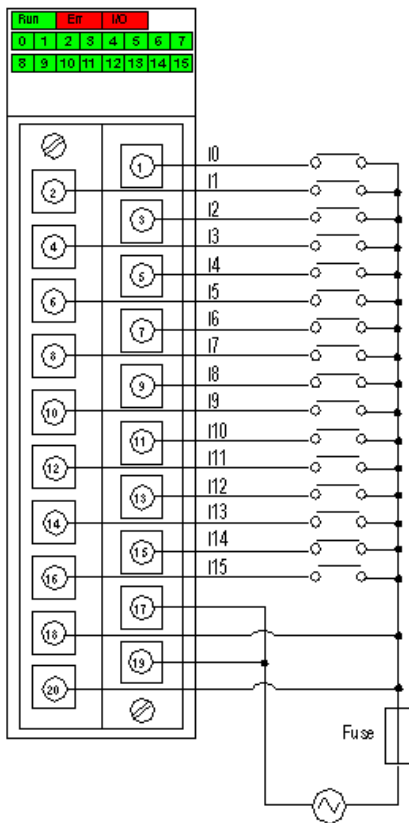 Run Err I/O
0 1 2 3 4 5 6 7
8 9 10 11 12 13 14 15
1 I0
2 I1
3 I2
4 I3
5 I4
6 I5
7 I6
8 I7
9 I8
10 I9
11 I10
12 I11
13 I12
14 I13
15 I14
16 I15
17
18
19
20
Fuse